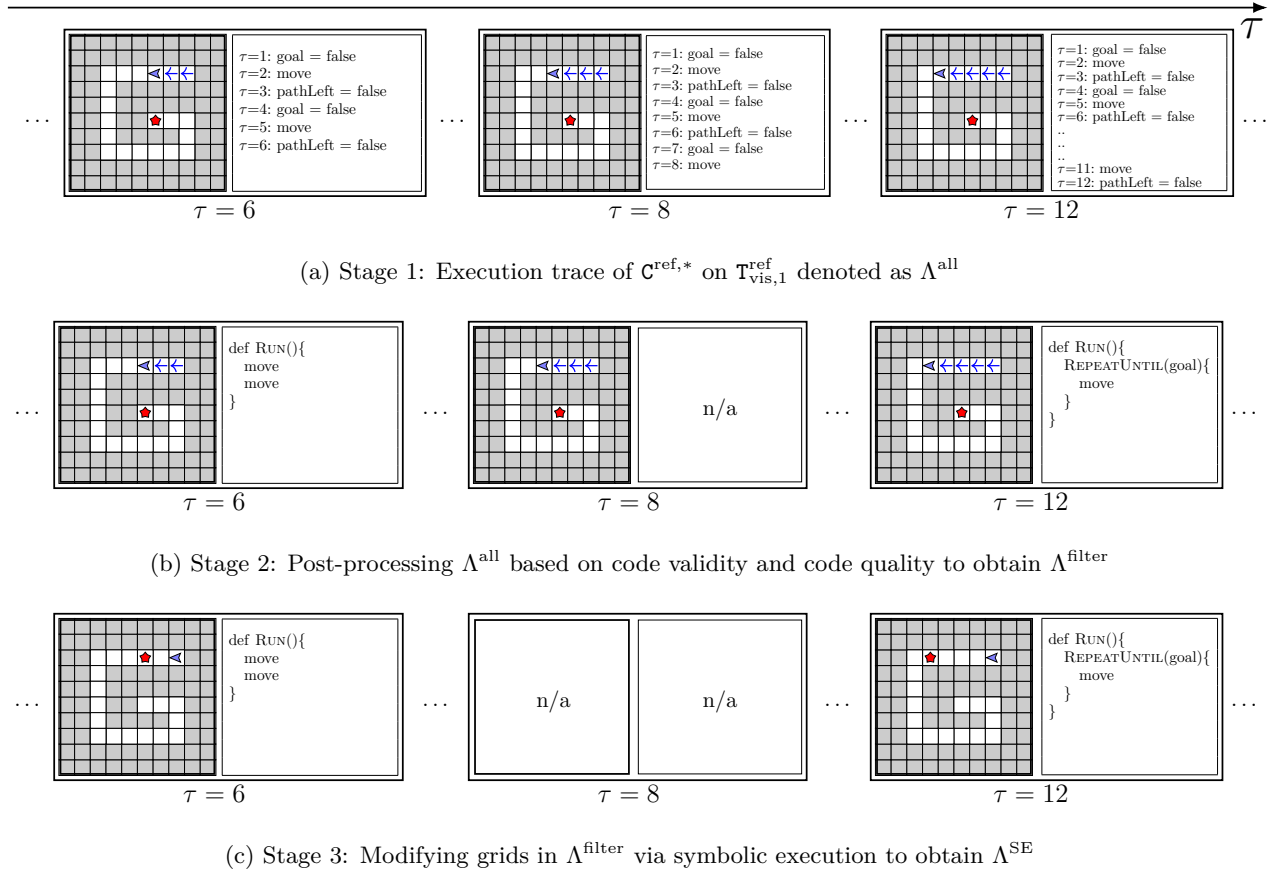 τ
τ=1: goal = false
τ=2: move
τ=3: pathLeft = false
τ=4: goal = false
τ=5: move
τ=6: pathLeft = false
τ=1: goal = false
τ=2: move
τ=3: pathLeft = false
τ=4: goal = false
τ=5: move
τ=6: pathLeft = false
τ=7: goal = false
τ=8: move
τ=1: goal = false
τ=2: move
τ=3: pathLeft = false
τ=4: goal = false
τ=5: move
τ=6: pathLeft = false
..
..
..
τ=11: move
τ=12: pathLeft = false
... ... ... ...
τ = 6 τ = 8 τ = 12
(a) Stage 1: Execution trace of C^{ref,∗} on T^{ref}_{vis,1} denoted as Λ^{all}
def RUN(){
move
move
}
n/a
def RUN(){
REPEATUNTIL(goal){
move
}
}
... ... ... ...
τ = 6 τ = 8 τ = 12
(b) Stage 2: Post-processing Λ^{all} based on code validity and code quality to obtain Λ^{filter}
def RUN(){
move
move
}
n/a
n/a
def RUN(){
REPEATUNTIL(goal){
move
}
}
... ... ... ...
τ = 6 τ = 8 τ = 12
(c) Stage 3: Modifying grids in Λ^{filter} via symbolic execution to obtain Λ^{SE}